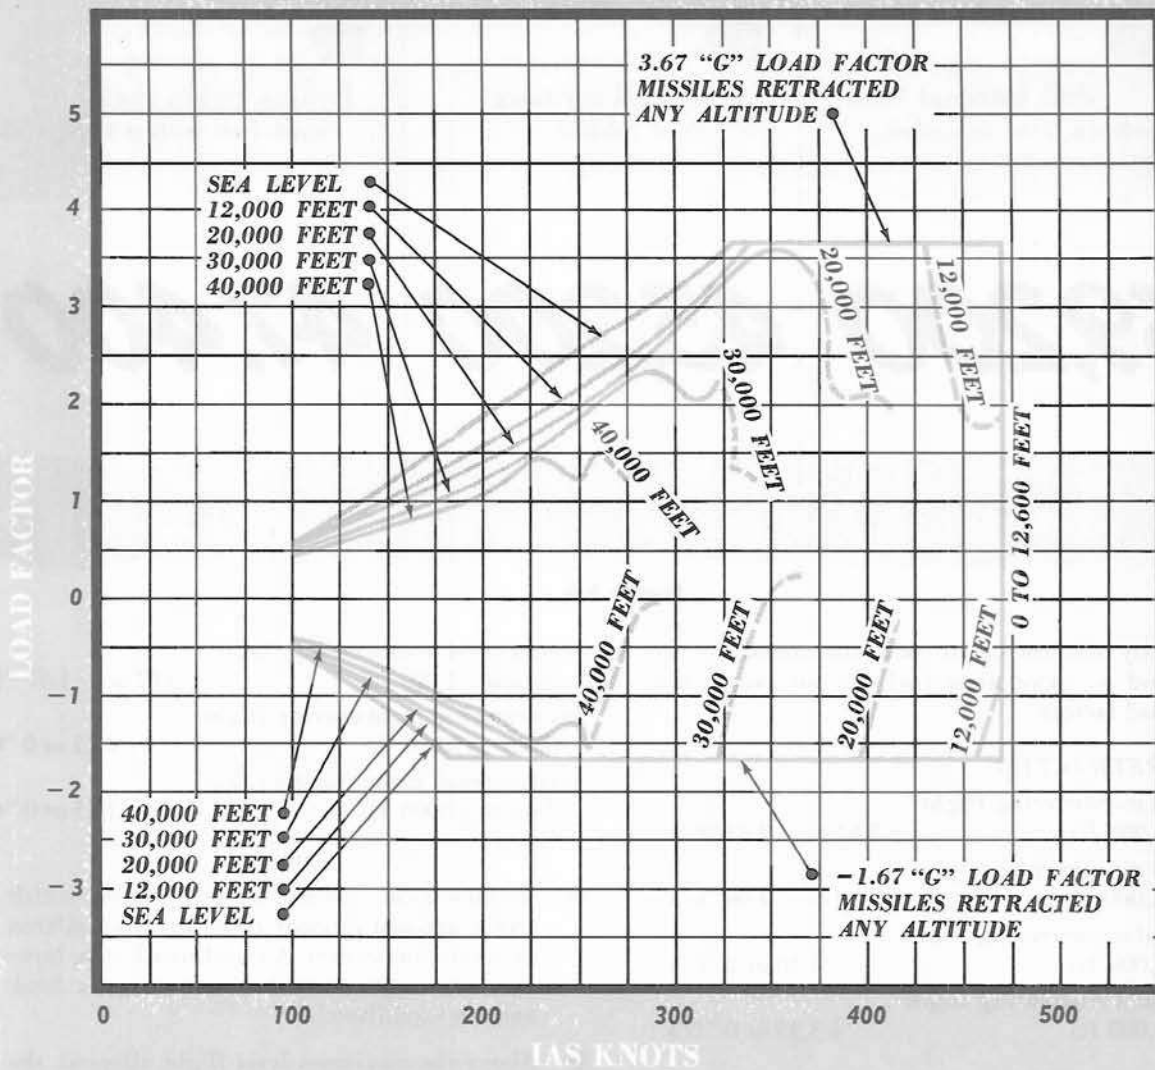 3.67 “G” LOAD FACTOR
MISSILES RETRACTED
ANY ALTITUDE
5
SEA LEVEL
12,000 FEET
20,000 FEET
30,000 FEET
40,000 FEET
4
3
2
1
0
−1
−2
−3
LOAD FACTOR
20,000 FEET
12,000 FEET
30,000 FEET
40,000 FEET
0 TO 12,600 FEET
40,000 FEET
30,000 FEET
20,000 FEET
12,000 FEET
40,000 FEET
30,000 FEET
20,000 FEET
12,000 FEET
SEA LEVEL
−1.67 “G” LOAD FACTOR
MISSILES RETRACTED
ANY ALTITUDE
0 100 200 300 400 500
IAS KNOTS